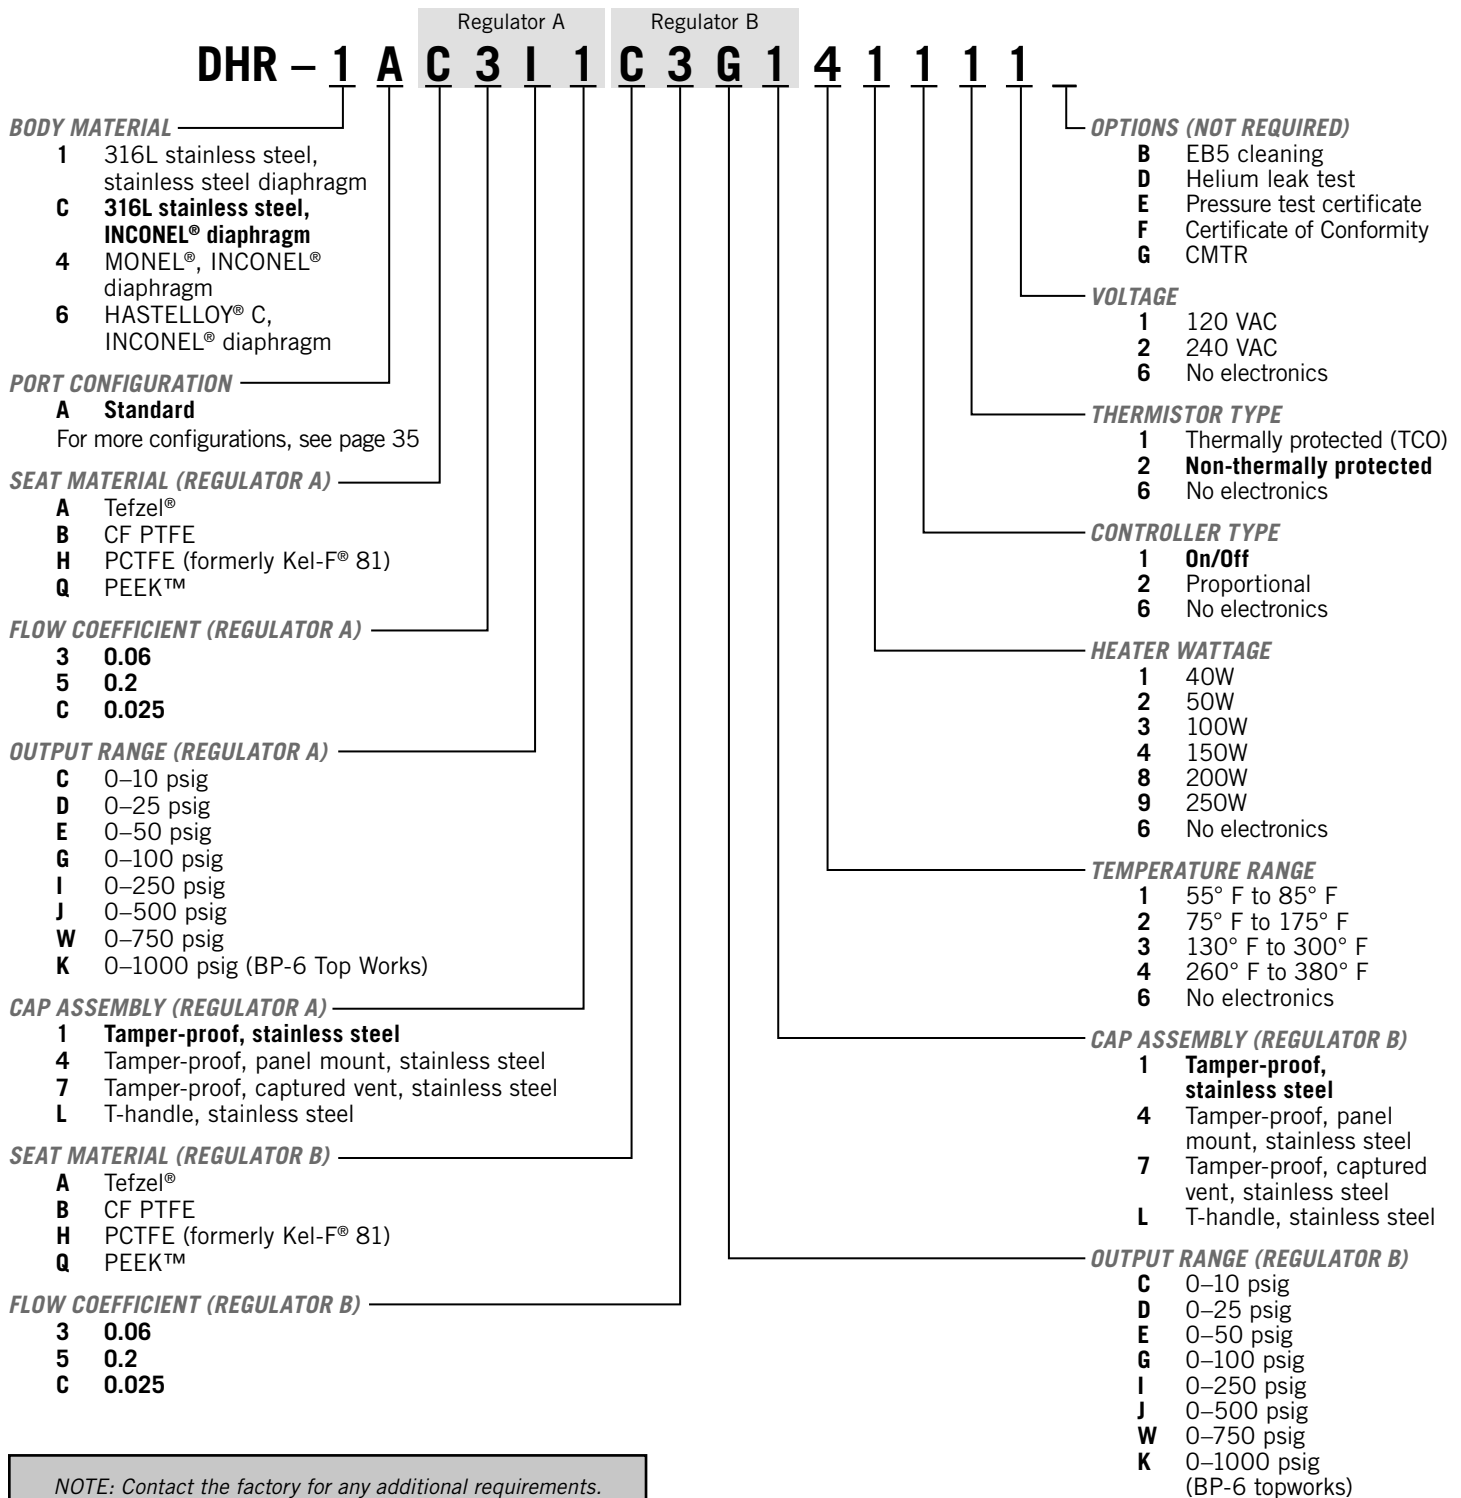 Regulator A
Regulator B
DHR – 1 A C 3 I 1 C 3 G 1 4 1 1 1 1 _
BODY MATERIAL
1 316L stainless steel,
stainless steel diaphragm
C 316L stainless steel,
INCONEL® diaphragm
4 MONEL®, INCONEL®
diaphragm
6 HASTELLOY® C,
INCONEL® diaphragm
PORT CONFIGURATION
A Standard
For more configurations, see page 35
SEAT MATERIAL (REGULATOR A)
A Tefzel®
B CF PTFE
H PCTFE (formerly Kel-F® 81)
Q PEEK™
FLOW COEFFICIENT (REGULATOR A)
3 0.06
5 0.2
C 0.025
OUTPUT RANGE (REGULATOR A)
C 0–10 psig
D 0–25 psig
E 0–50 psig
G 0–100 psig
I 0–250 psig
J 0–500 psig
W 0–750 psig
K 0–1000 psig (BP-6 Top Works)
CAP ASSEMBLY (REGULATOR A)
1 Tamper-proof, stainless steel
4 Tamper-proof, panel mount, stainless steel
7 Tamper-proof, captured vent, stainless steel
L T-handle, stainless steel
SEAT MATERIAL (REGULATOR B)
A Tefzel®
B CF PTFE
H PCTFE (formerly Kel-F® 81)
Q PEEK™
FLOW COEFFICIENT (REGULATOR B)
3 0.06
5 0.2
C 0.025
NOTE: Contact the factory for any additional requirements.
OPTIONS (NOT REQUIRED)
B EB5 cleaning
D Helium leak test
E Pressure test certificate
F Certificate of Conformity
G CMTR
VOLTAGE
1 120 VAC
2 240 VAC
6 No electronics
THERMISTOR TYPE
1 Thermally protected (TCO)
2 Non-thermally protected
6 No electronics
CONTROLLER TYPE
1 On/Off
2 Proportional
6 No electronics
HEATER WATTAGE
1 40W
2 50W
3 100W
4 150W
8 200W
9 250W
6 No electronics
TEMPERATURE RANGE
1 55° F to 85° F
2 75° F to 175° F
3 130° F to 300° F
4 260° F to 380° F
6 No electronics
CAP ASSEMBLY (REGULATOR B)
1 Tamper-proof,
stainless steel
4 Tamper-proof, panel
mount, stainless steel
7 Tamper-proof, captured
vent, stainless steel
L T-handle, stainless steel
OUTPUT RANGE (REGULATOR B)
C 0–10 psig
D 0–25 psig
E 0–50 psig
G 0–100 psig
I 0–250 psig
J 0–500 psig
W 0–750 psig
K 0–1000 psig
(BP-6 topworks)